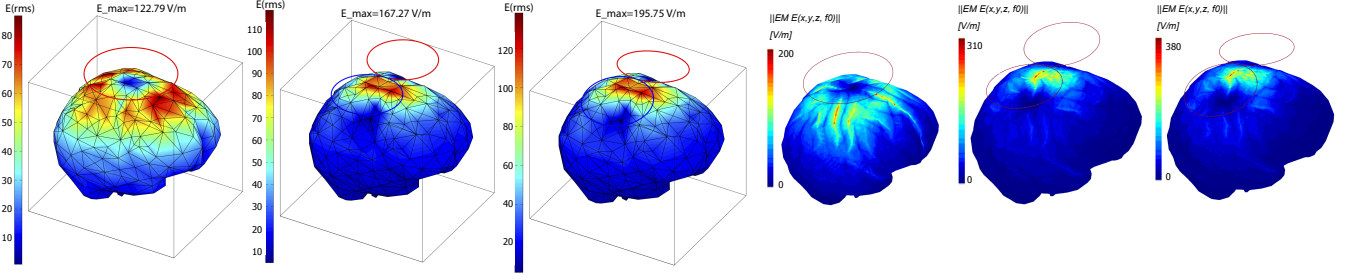 E(rms)
E_max=122.79 V/m
80
70
60
50
40
30
20
10
E(rms)
E_max=167.27 V/m
110
100
90
80
70
60
50
40
30
20
10
E(rms)
E_max=195.75 V/m
120
100
80
60
40
20
||EM E(x,y,z, f0)||
[V/m]
200
0
||EM E(x,y,z, f0)||
[V/m]
310
0
||EM E(x,y,z, f0)||
[V/m]
380
0